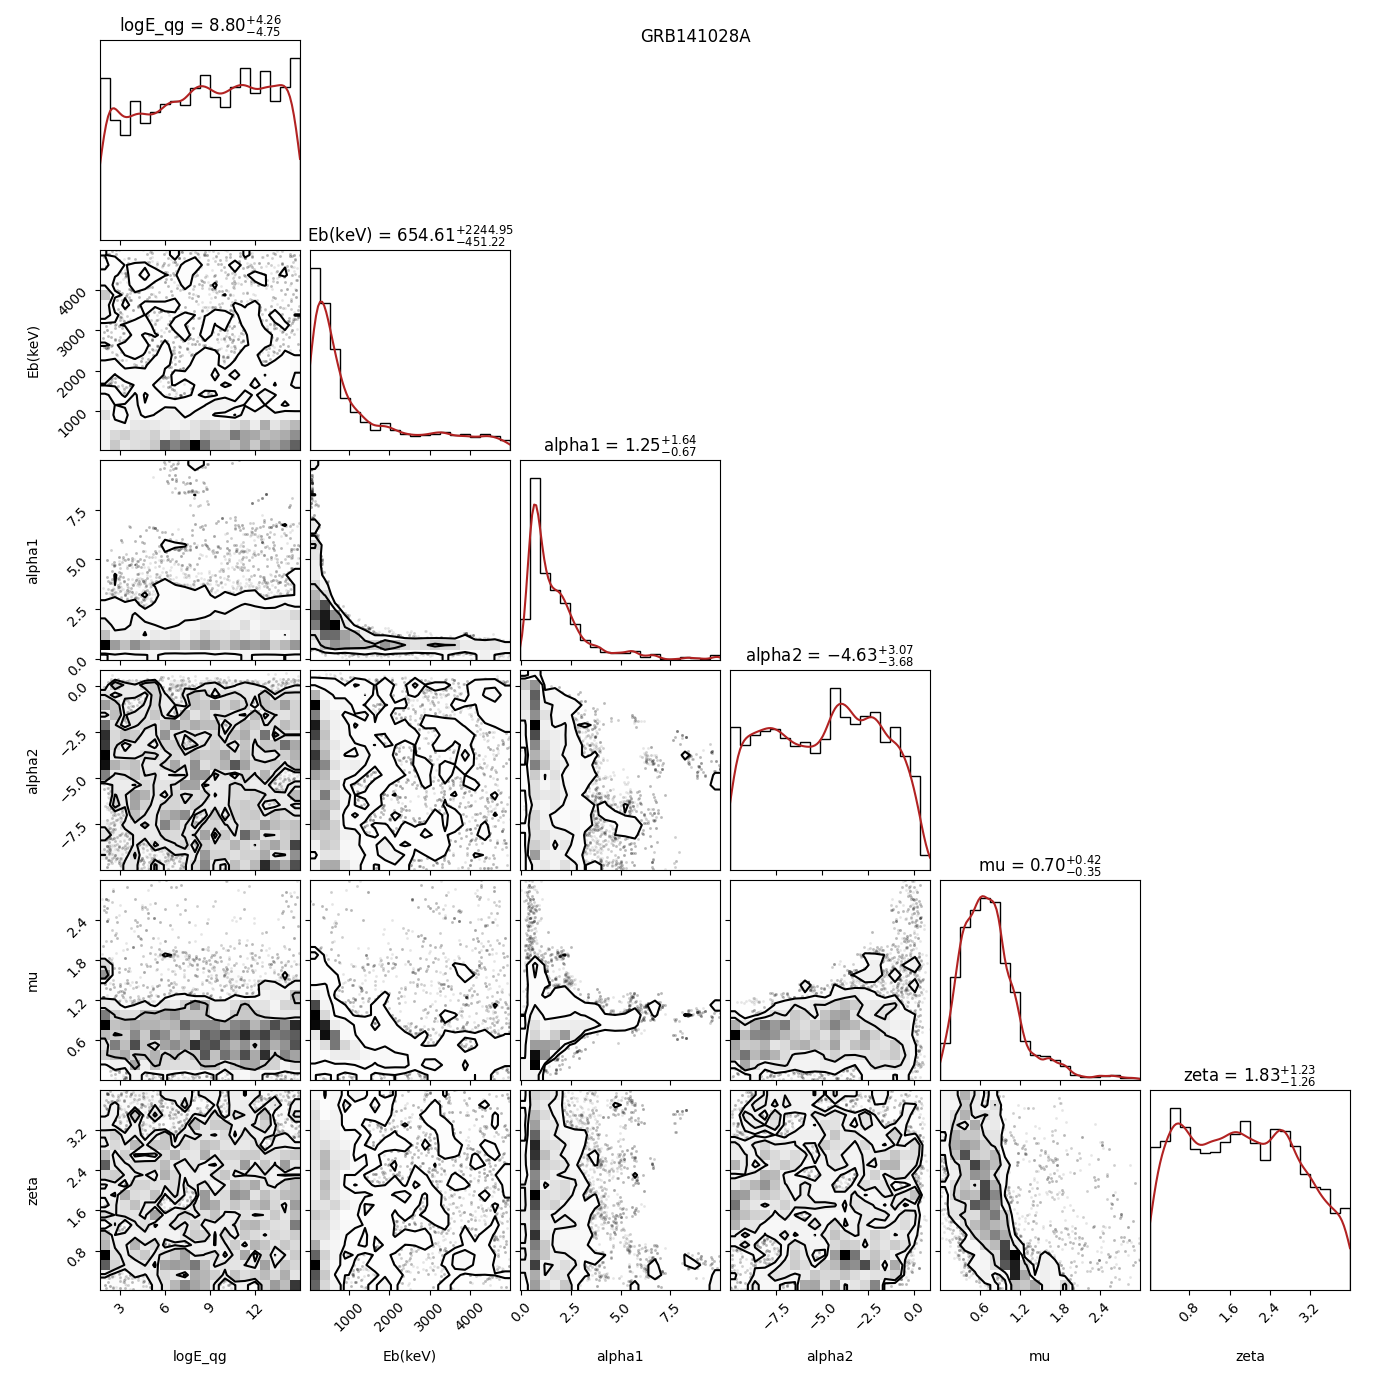 GRB141028A
logE_qg = 8.80^{+4.26}_{-4.75}
Eb(keV) = 654.61^{+2244.95}_{-451.22}
4000
3000
2000
1000
Eb(keV)
alpha1 = 1.25^{+1.64}_{-0.67}
7.5
5.0
2.5
0.0
alpha1
alpha2 = −4.63^{+3.07}_{-3.68}
0.0
−2.5
−5.0
−7.5
alpha2
mu = 0.70^{+0.42}_{-0.35}
2.4
1.8
1.2
0.6
mu
zeta = 1.83^{+1.23}_{-1.26}
3.2
2.4
1.6
0.8
zeta
3 6 9 12
1000 2000 3000 4000
0.0 2.5 5.0 7.5
−7.5 −5.0 −2.5 0.0
0.6 1.2 1.8 2.4
0.8 1.6 2.4 3.2
logE_qg Eb(keV) alpha1 alpha2 mu zeta